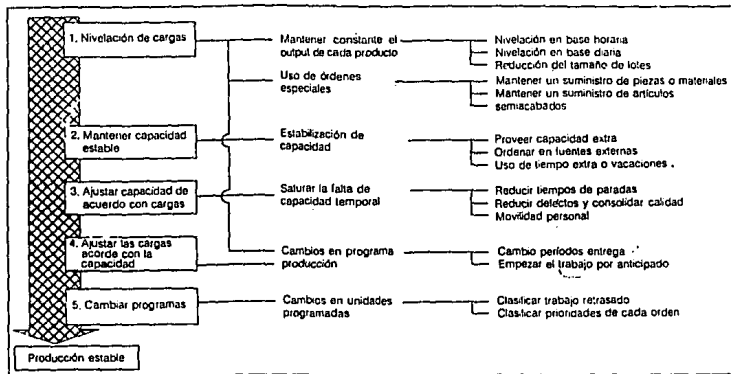 1. Nivelación de cargas
Mantener constante el
output de cada producto
Nivelación en base horaria
Nivelación en base diaria
Reducción del tamaño de lotes
Uso de órdenes
especiales
Mantener un suministro de piezas o materiales
Mantener un suministro de artículos
semiacabados
2. Mantener capacidad
estable
Estabilización de
capacidad
Proveer capacidad extra
Ordenar en fuentes externas
Uso de tiempo extra o vacaciones
3. Ajustar capacidad de
acuerdo con cargas
Saturar la falta de
capacidad temporal
Reducir tiempos de paradas
Reducir defectos y consolidar calidad
Movilidad personal
4. Ajustar las cargas
acorde con la
capacidad
Cambios en programa
producción
Cambio períodos entrega
Empezar el trabajo por anticipado
5. Cambiar programas
Cambios en unidades
programadas
Clasificar trabajo retrasado
Clasificar prioridades de cada orden
Producción estable